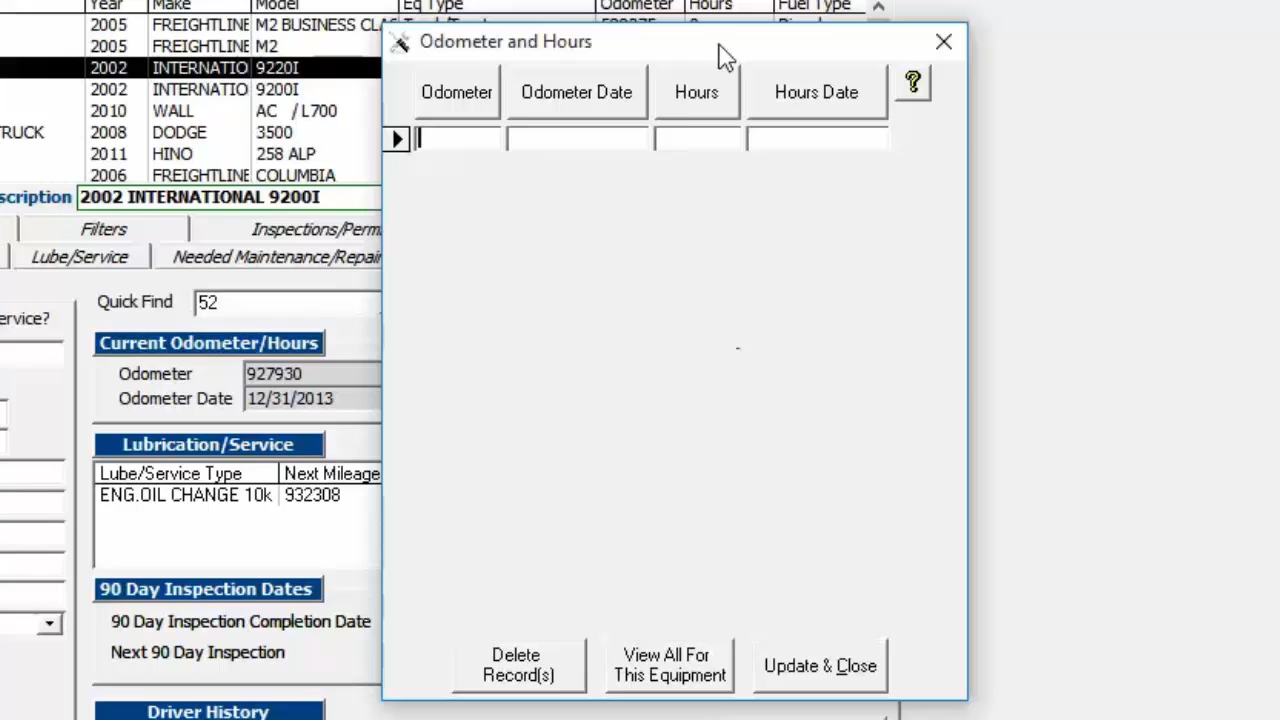 Year Make Model Eq Type Odometer Hours Fuel Type
2005 FREIGHTLINE M2 BUSINESS CLA
2005 FREIGHTLINE M2
2002 INTERNATIO 9220I
2002 INTERNATIO 9200I
2010 WALL AC / L700
RUCK 2008 DODGE 3500
2011 HINO 258 ALP
2006 FREIGHTLINE COLUMBIA
scription 2002 INTERNATIONAL 9200I
Filters Inspections/Perm
Lube/Service Needed Maintenance/Repair
ervice? Quick Find 52
Current Odometer/Hours
Odometer 927930
Odometer Date 12/31/2013
Lubrication/Service
Lube/Service Type Next Mileage
ENG.OIL CHANGE 10k 932308
90 Day Inspection Dates
90 Day Inspection Completion Date
Next 90 Day Inspection
Driver History
Odometer and Hours
Odometer Odometer Date Hours Hours Date ?
Delete Record(s)
View All For This Equipment
Update & Close